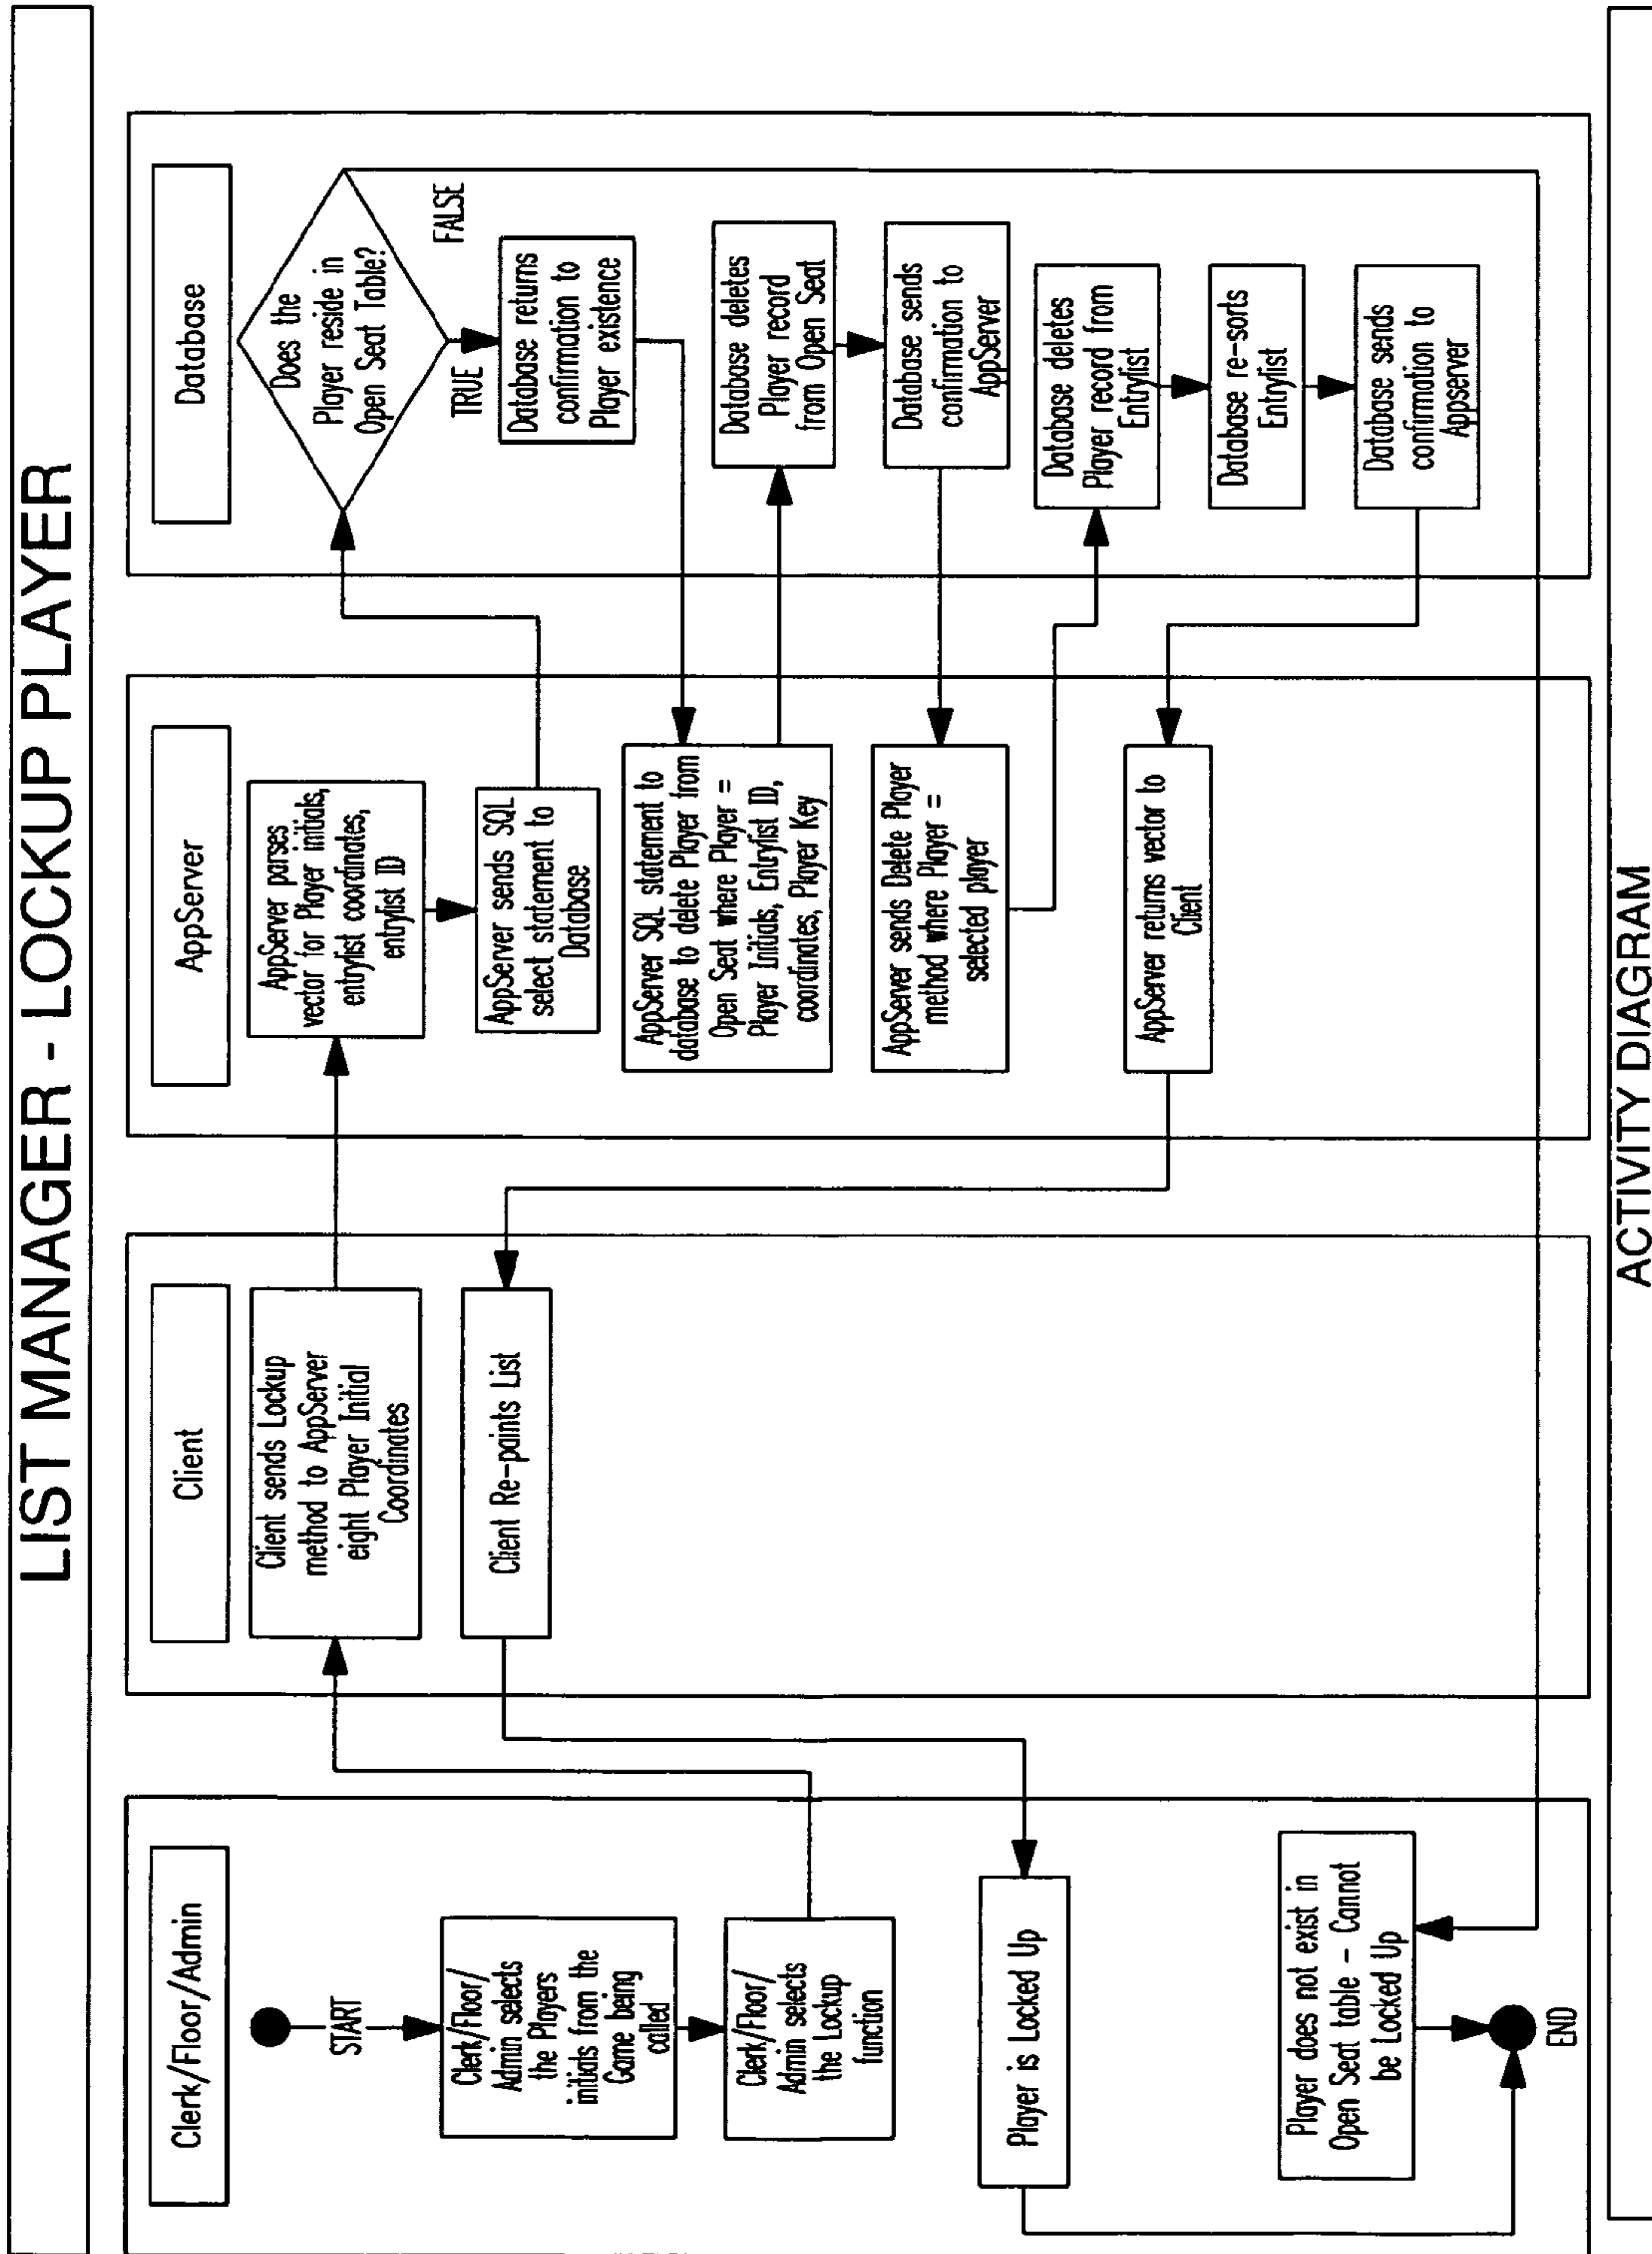 LIST MANAGER - LOCKUP PLAYER
Clerk/Floor/Admin
START
Clerk/Floor/
Admin selects
the Players
initials from the
Game being
called
Clerk/Floor/
Admin selects
the Lockup
function
Player is Locked Up
Player does not exist in
Open Seat table - Cannot
be Locked Up
END
Client
Client sends Lockup
method to AppServer
eight Player Initial
Coordinates
Client Re-paints List
AppServer
AppServer parses
vector for Player initials,
entrylist coordinates,
entrylist ID
AppServer sends SQL
select statement to
Database
AppServer SQL statement to
database to delete Player from
Open Seat where Player =
Player Initials, Entrylist ID,
coordinates, Player Key
AppServer sends Delete Player
method where Player =
selected player
AppServer returns vector to
Client
Database
Does the
Player reside in
Open Seat Table?
TRUE
FALSE
Database returns
confirmation to
Player existence
Database deletes
Player record
from Open Seat
Database sends
confirmation to
AppServer
Database deletes
Player record from
Entrylist
Database re-sorts
Entrylist
Database sends
confirmation to
Appserver
ACTIVITY DIAGRAM